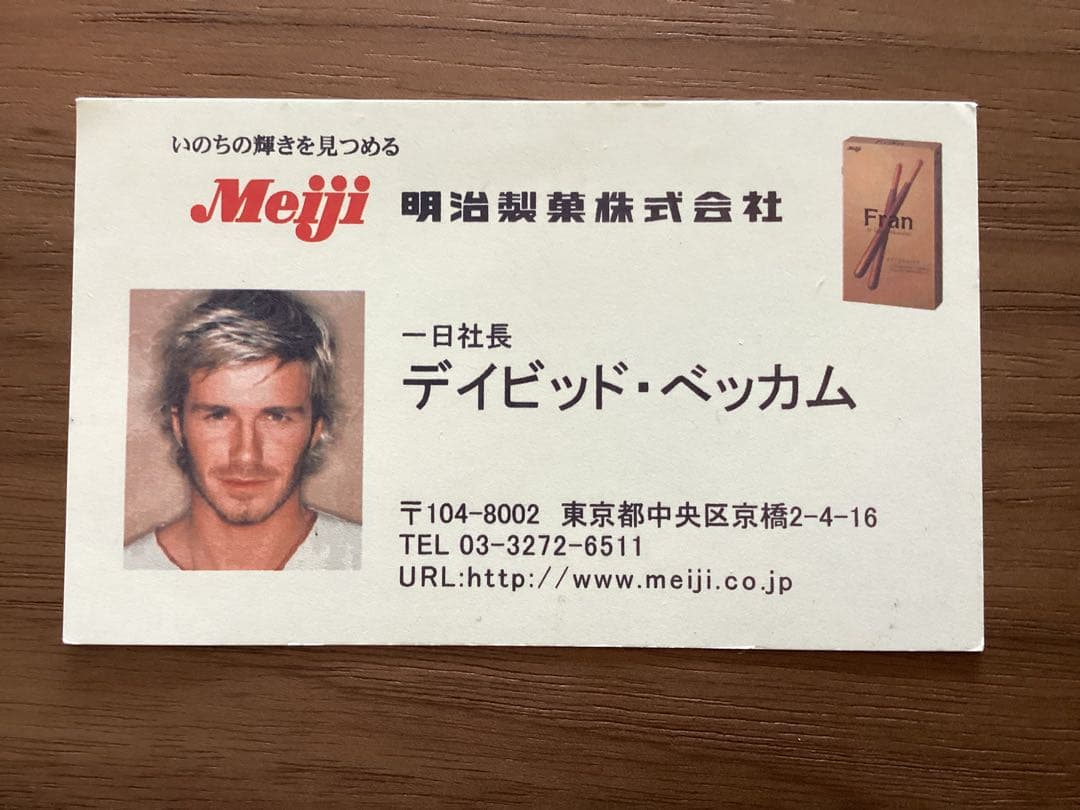 いのちの輝きを見つめる
Meiji 明治製菓株式会社
Meiji
Fran
一日社長
デイビッド・ベッカム
〒104-8002 東京都中央区京橋2-4-16
TEL 03-3272-6511
URL:http://www.meiji.co.jp